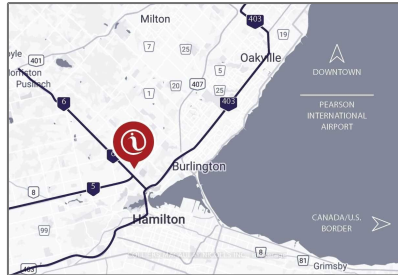 403
Milton
19
7
25
Oakville
401
5
DOWNTOWN
Puslinch
20
407
6
1
25
403
PEARSON
INTERNATIONAL
AIRPORT
6
i
Burlington
8
5
CANADA/U.S.
BORDER
Hamilton
99
8
81
403
Grimsby